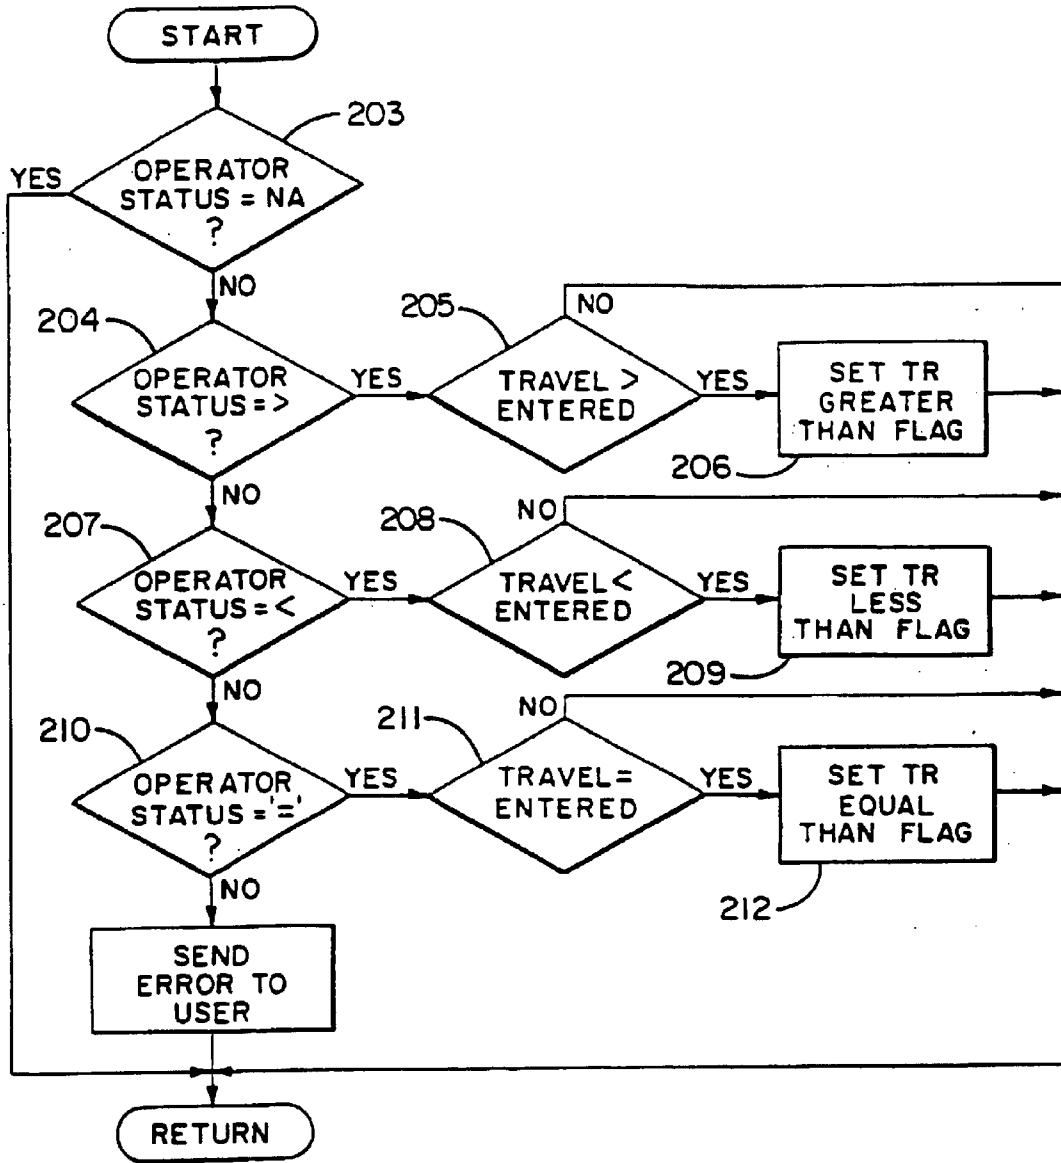 START
203
YES
OPERATOR
STATUS = NA
?
NO
204
OPERATOR
STATUS = >
?
YES
205
NO
TRAVEL >
ENTERED
YES
SET TR
GREATER
THAN FLAG
206
NO
207
OPERATOR
STATUS = <
?
YES
208
NO
TRAVEL <
ENTERED
YES
SET TR
LESS
THAN FLAG
209
NO
210
OPERATOR
STATUS = '='
?
YES
211
NO
TRAVEL =
ENTERED
YES
SET TR
EQUAL
THAN FLAG
212
NO
SEND
ERROR TO
USER
RETURN